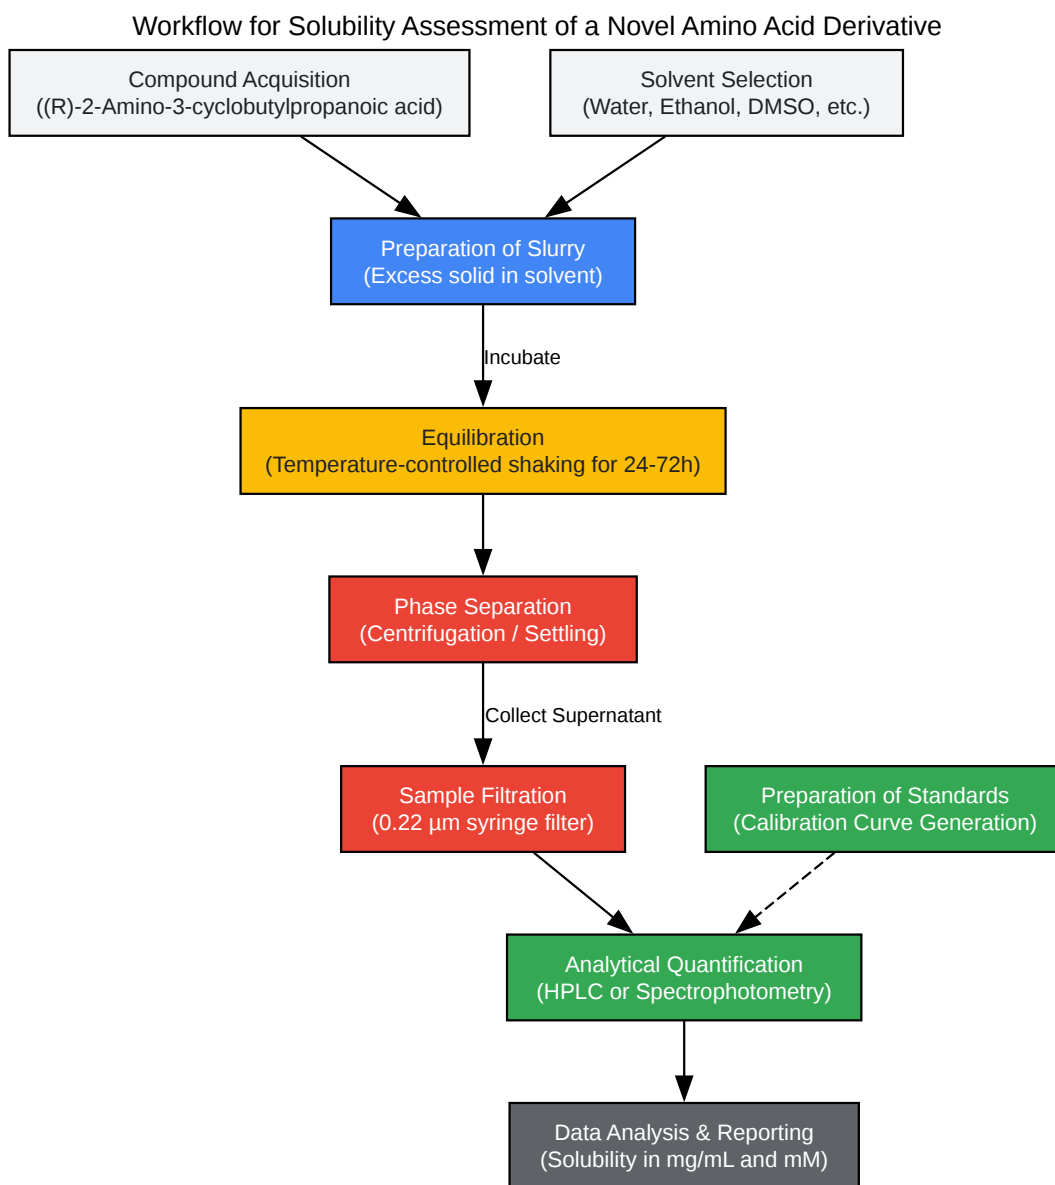 Workflow for Solubility Assessment of a Novel Amino Acid Derivative
Compound Acquisition
((R)-2-Amino-3-cyclobutylpropanoic acid)
Solvent Selection
(Water, Ethanol, DMSO, etc.)
Preparation of Slurry
(Excess solid in solvent)
Incubate
Equilibration
(Temperature-controlled shaking for 24-72h)
Phase Separation
(Centrifugation / Settling)
Collect Supernatant
Sample Filtration
(0.22 µm syringe filter)
Preparation of Standards
(Calibration Curve Generation)
Analytical Quantification
(HPLC or Spectrophotometry)
Data Analysis & Reporting
(Solubility in mg/mL and mM)